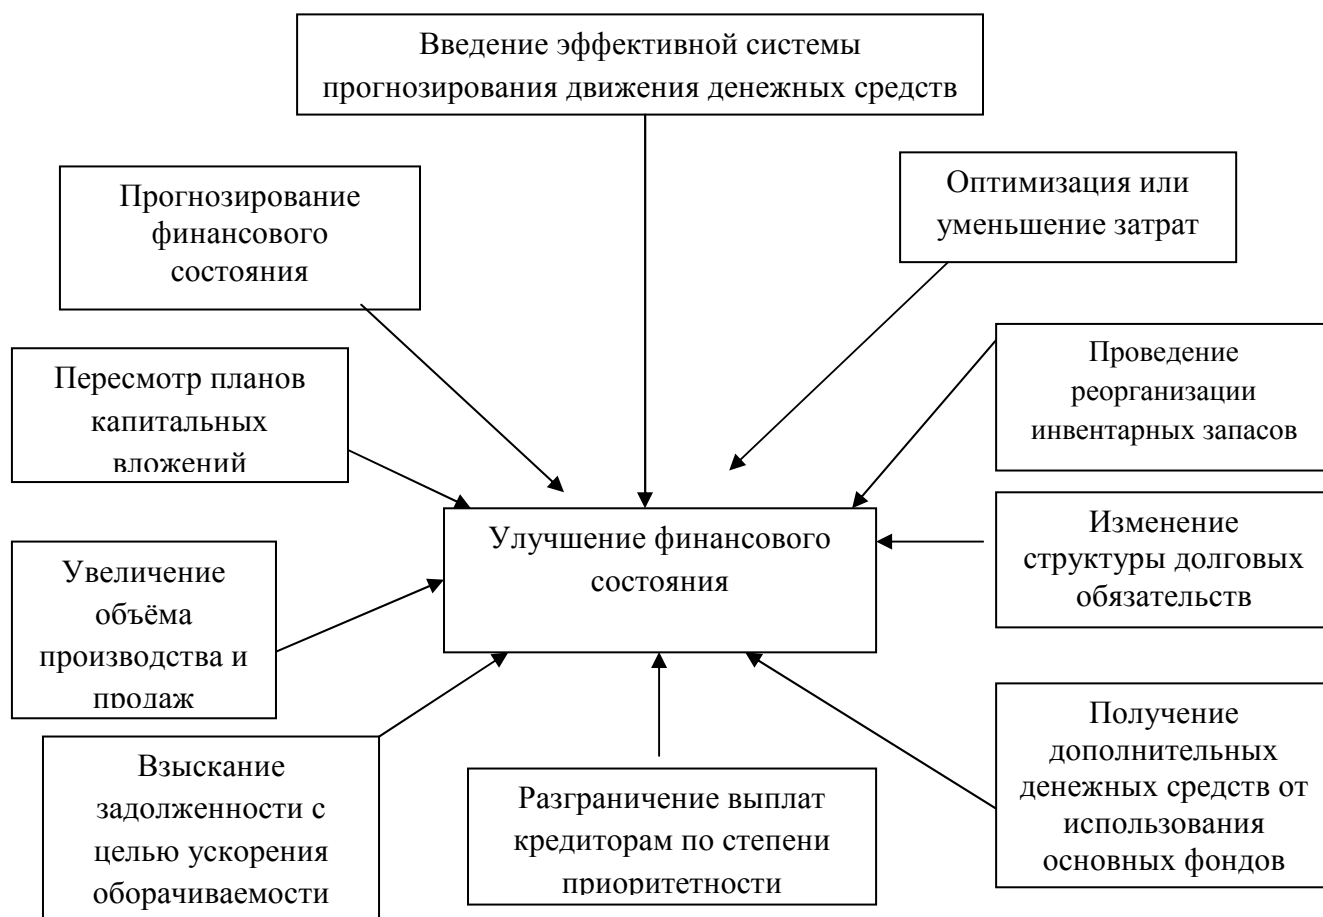 Введение эффективной системы
прогнозирования движения денежных средств
Прогнозирование
финансового
состояния
Оптимизация или
уменьшение затрат
Пересмотр планов
капитальных
вложений
Проведение
реорганизации
инвентарных запасов
Улучшение финансового
состояния
Изменение
структуры долговых
обязательств
Увеличение
объёма
производства и
продаж
Взыскание
задолженности с
целью ускорения
оборачиваемости
Разграничение выплат
кредиторам по степени
приоритетности
Получение
дополнительных
денежных средств от
использования
основных фондов